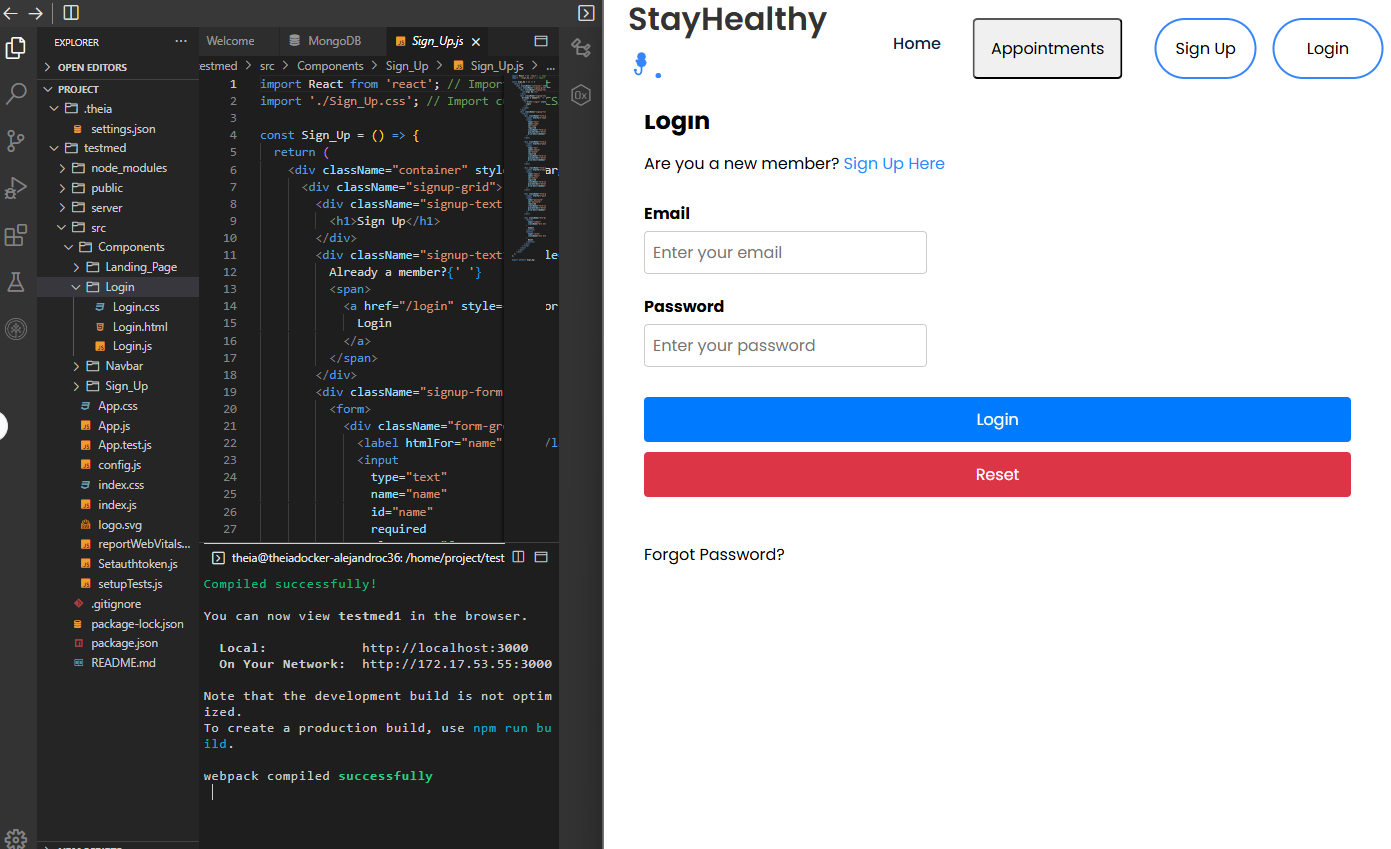 EXPLORER
OPEN EDITORS
PROJECT
.theia
settings.json
testmed
node_modules
public
server
src
Components
Landing_Page
Login
Login.css
Login.html
Login.js
Navbar
Sign_Up
App.css
App.js
App.test.js
config.js
index.css
index.js
logo.svg
reportWebVitals...
Setauthtoken.js
setupTests.js
.gitignore
package-lock.json
package.json
README.md
Welcome
MongoDB
Sign_Up.js
testmed > src > Components > Sign_Up > Sign_Up.js > ...
1 import React from 'react'; // Impor
2 import './Sign_Up.css'; // Import c CS
3
4 const Sign_Up = () => {
5 return (
6 <div className="container" styl
7 <div className="signup-grid">
8 <div className="signup-text
9 <h1>Sign Up</h1>
10 </div>
11 <div className="signup-text le
12 Already a member?{' '}
13 <span>
14 <a href="/login" style= or
15 Login
16 </a>
17 </span>
18 </div>
19 <div className="signup-form
20 <form>
21 <div className="form-gr
22 <label htmlFor="name" /l
23 <input
24 type="text"
25 name="name"
26 id="name"
27 required
theia@theiadocker-alejandroc36: /home/project/test
Compiled successfully!
You can now view testmed1 in the browser.
Local: http://localhost:3000
On Your Network: http://172.17.53.55:3000
Note that the development build is not optim
ized.
To create a production build, use npm run bu
ild.
webpack compiled successfully
StayHealthy
.
Home
Appointments
Sign Up
Login
Login
Are you a new member? Sign Up Here
Email
Enter your email
Password
Enter your password
Login
Reset
Forgot Password?